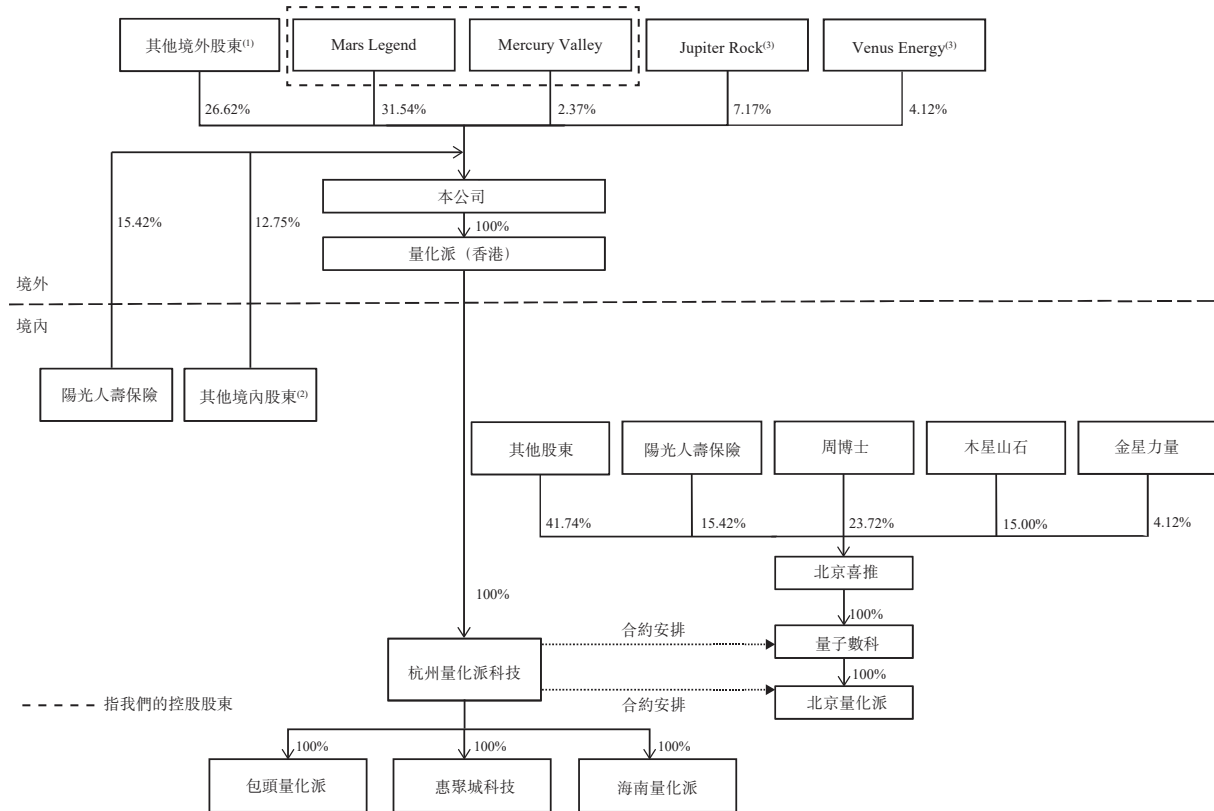 其他境外股東(1)
Mars Legend
Mercury Valley
Jupiter Rock(3)
Venus Energy(3)
26.62%
31.54%
2.37%
7.17%
4.12%
本公司
15.42%
12.75%
100%
量化派（香港）
境外
境內
陽光人壽保險
其他境內股東(2)
其他股東
陽光人壽保險
周博士
木星山石
金星力量
41.74%
15.42%
23.72%
15.00%
4.12%
北京喜推
100%
100%
合約安排
量子數科
杭州量化派科技
100%
合約安排
北京量化派
指我們的控股股東
100%
100%
100%
包頭量化派
惠聚城科技
海南量化派